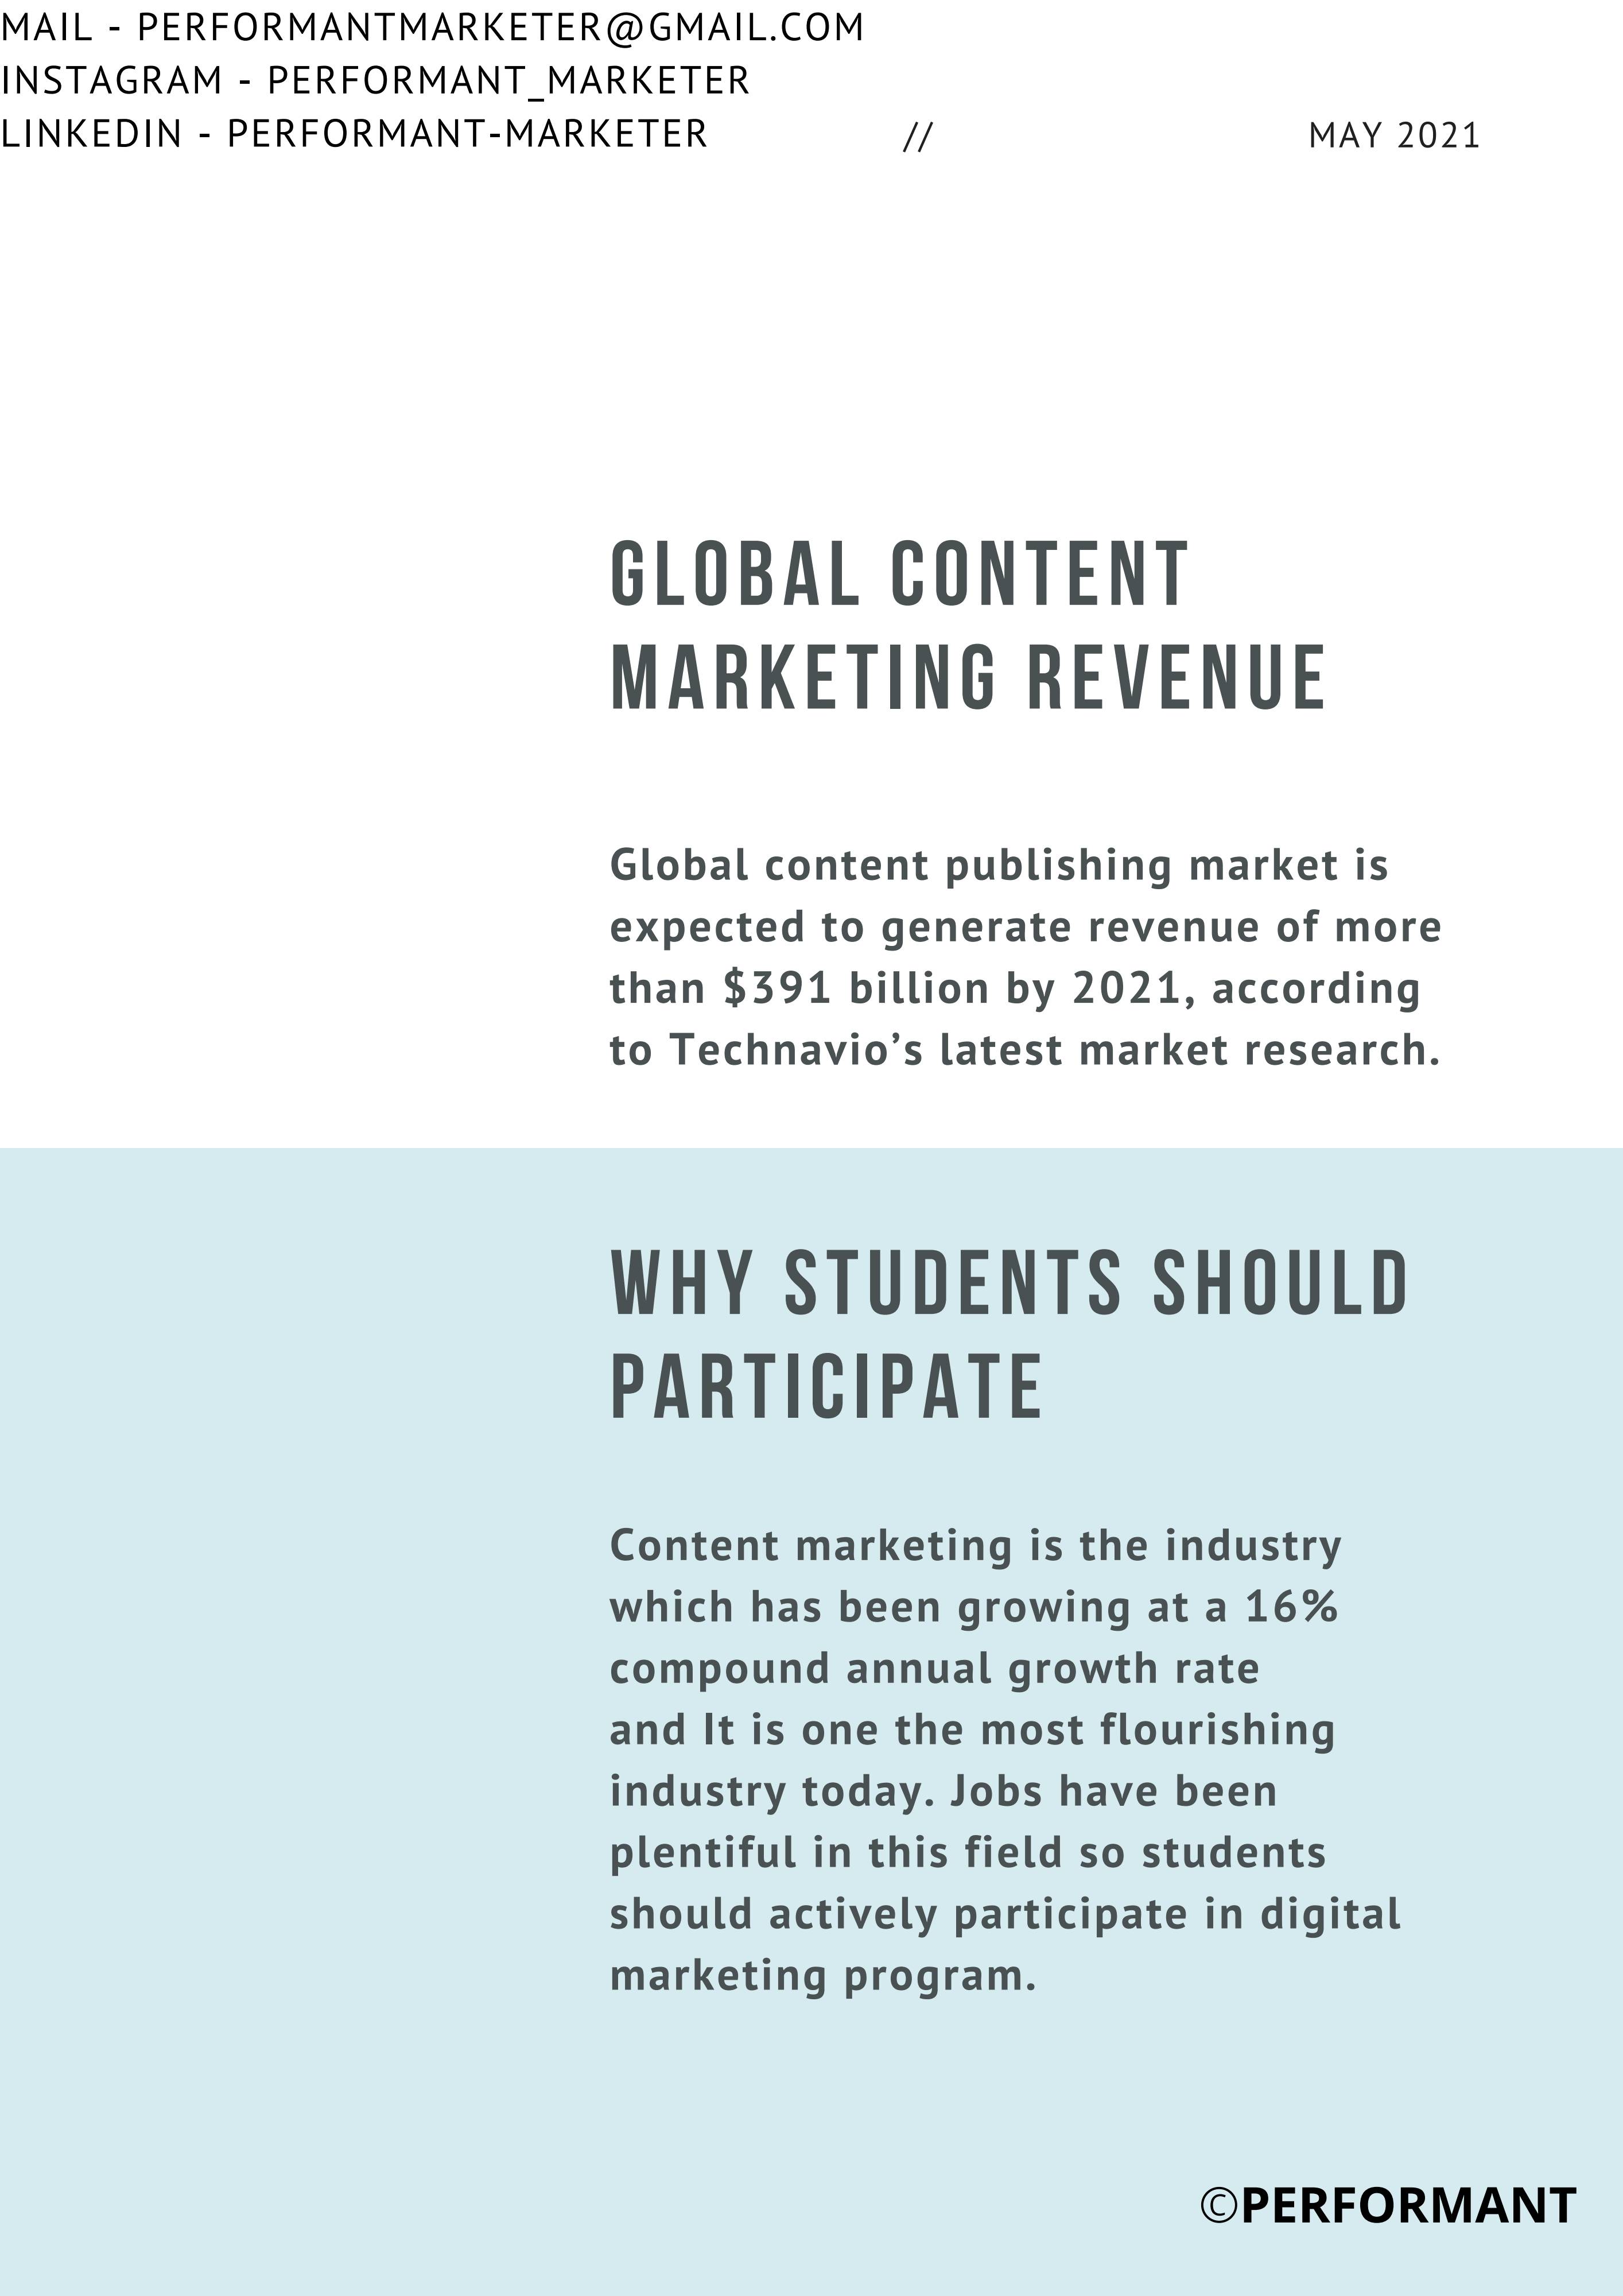 MAIL - PERFORMANTMARKETER@GMAIL.COM
INSTAGRAM - PERFORMANT_MARKETER
LINKEDIN - PERFORMANT-MARKETER
//
MAY 2021
GLOBAL CONTENT
MARKETING REVENUE
Global content publishing market is
expected to generate revenue of more
than $391 billion by 2021, according
to Technavio’s latest market research.
WHY STUDENTS SHOULD
PARTICIPATE
Content marketing is the industry
which has been growing at a 16%
compound annual growth rate
and It is one the most flourishing
industry today. Jobs have been
plentiful in this field so students
should actively participate in digital
marketing program.
©PERFORMANT